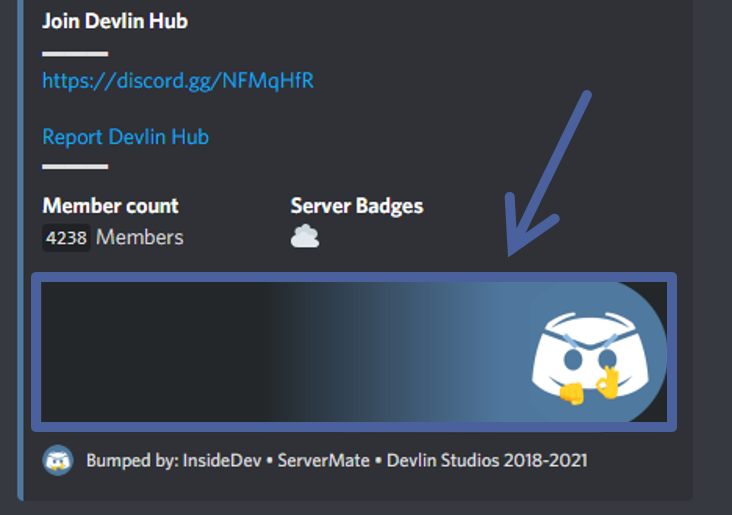 Join Devlin Hub
https://discord.gg/NFMqHfR
Report Devlin Hub
Member count
Server Badges
4238 Members
Bumped by: InsideDev • ServerMate • Devlin Studios 2018-2021